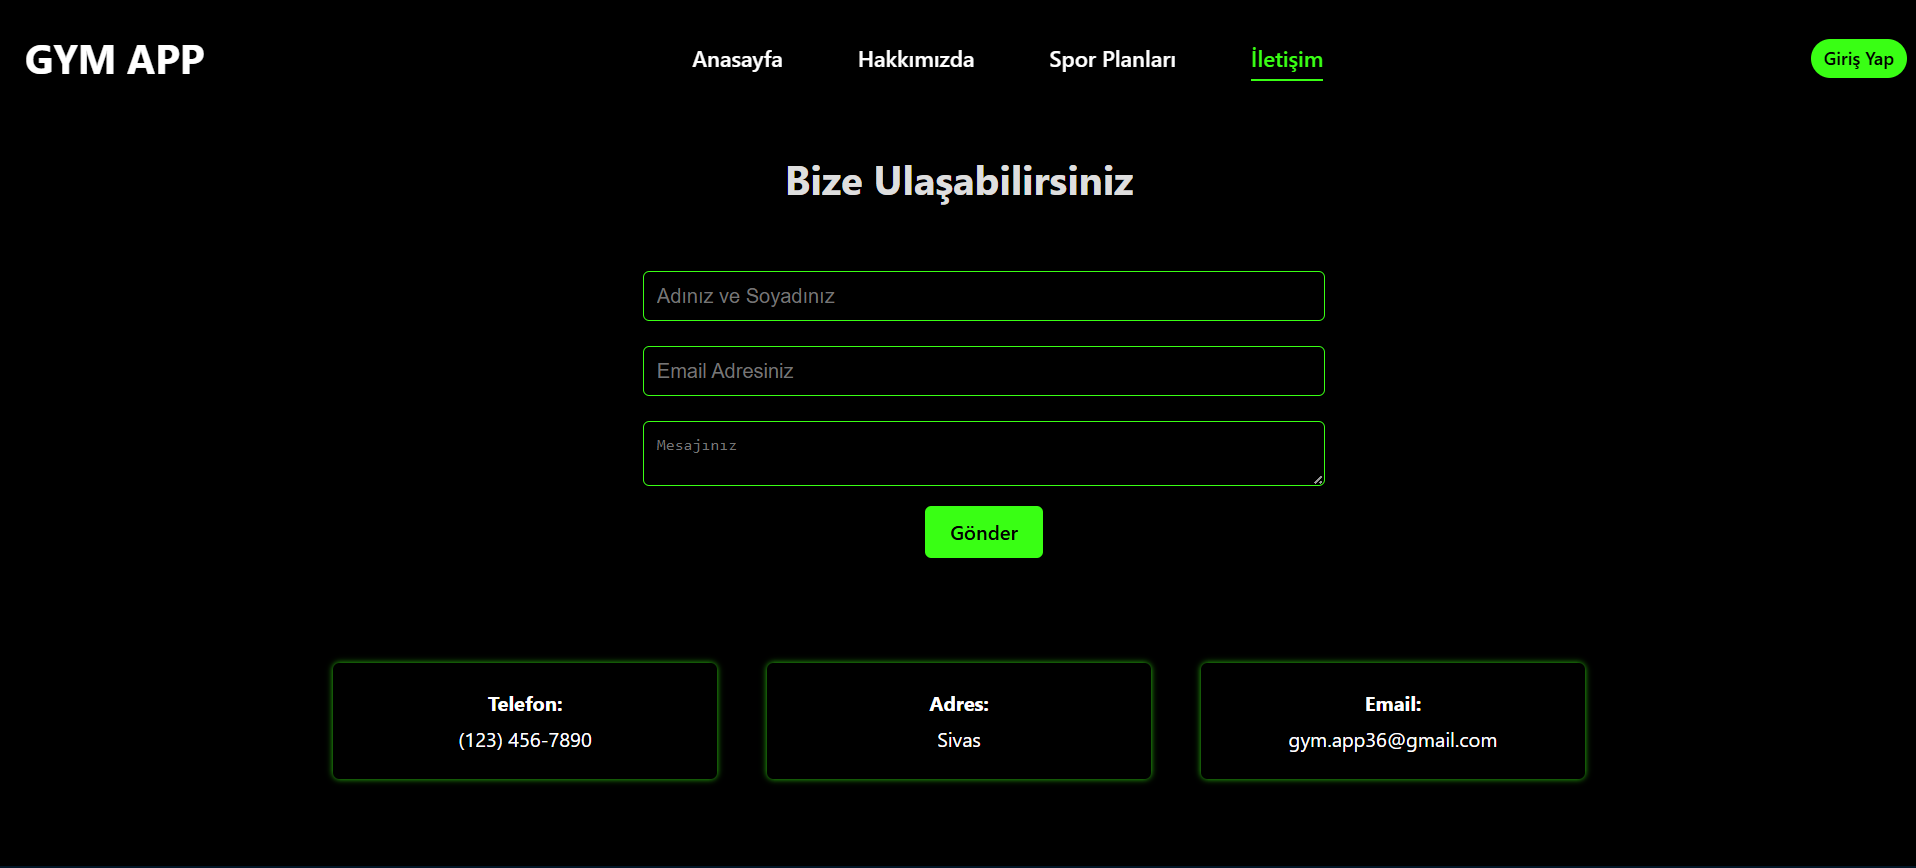 GYM APP
Anasayfa
Hakkımızda
Spor Planları
İletişim
Giriş Yap
Bize Ulaşabilirsiniz
Adınız ve Soyadınız
Email Adresiniz
Mesajınız
Gönder
Telefon:
(123) 456-7890
Adres:
Sivas
Email:
gym.app36@gmail.com